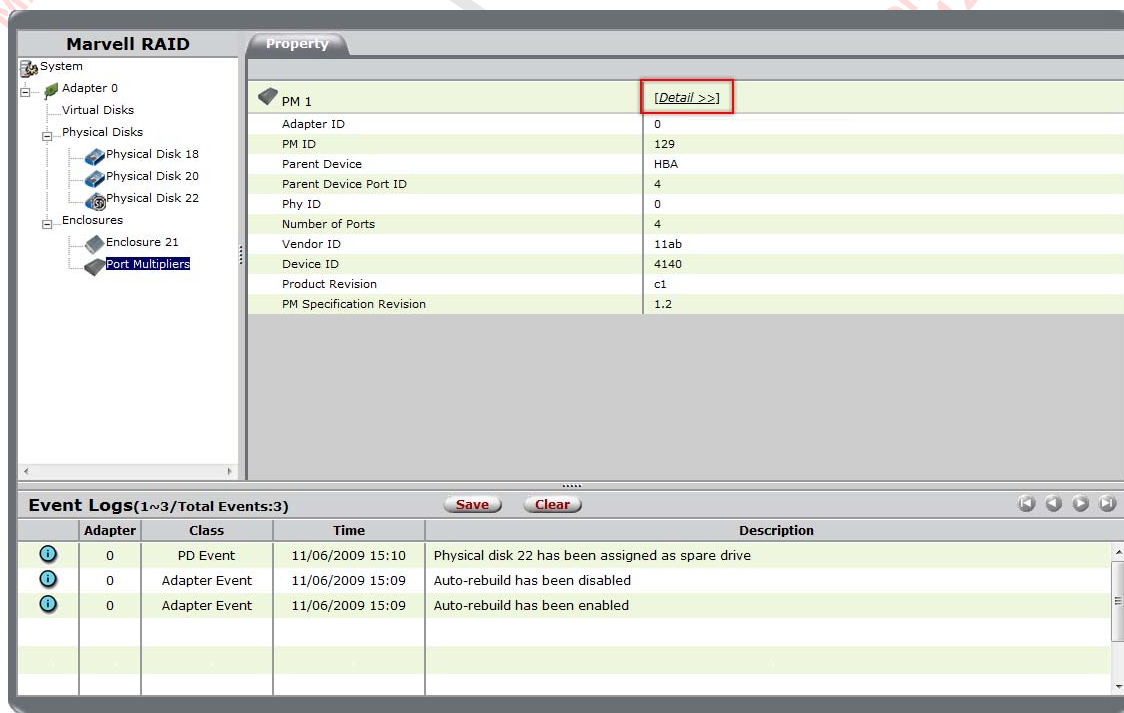 Marvell RAID
Property
System
Adapter 0
Virtual Disks
Physical Disks
Physical Disk 18
Physical Disk 20
Physical Disk 22
Enclosures
Enclosure 21
Port Multipliers
PM 1 [Detail >>]
Adapter ID 0
PM ID 129
Parent Device HBA
Parent Device Port ID 4
Phy ID 0
Number of Ports 4
Vendor ID 11ab
Device ID 4140
Product Revision c1
PM Specification Revision 1.2
Event Logs(1~3/Total Events:3) Save Clear
Adapter Class Time Description
0 PD Event 11/06/2009 15:10 Physical disk 22 has been assigned as spare drive
0 Adapter Event 11/06/2009 15:09 Auto-rebuild has been disabled
0 Adapter Event 11/06/2009 15:09 Auto-rebuild has been enabled